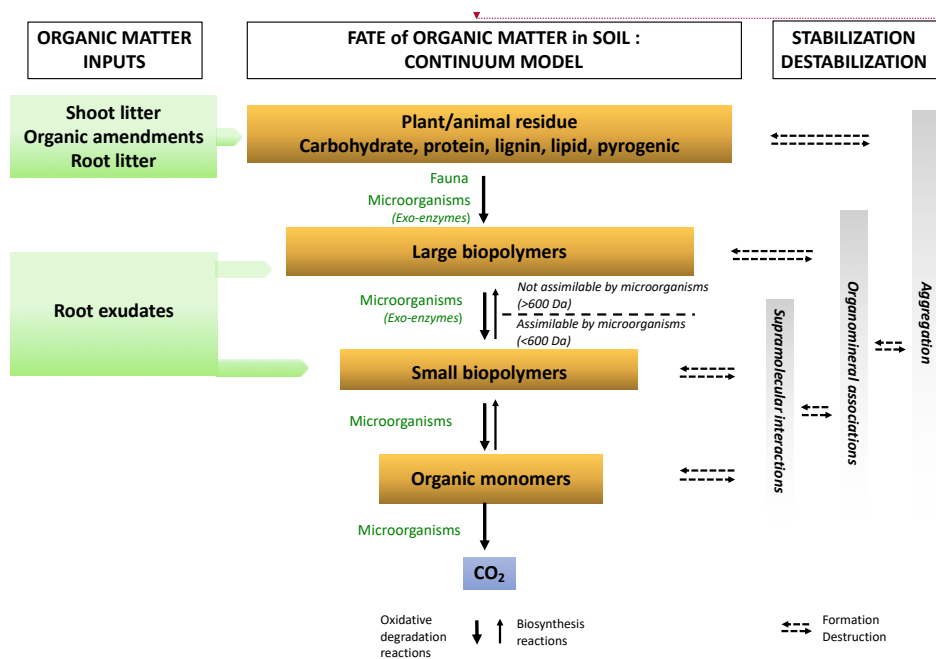 ORGANIC MATTER
INPUTS
FATE of ORGANIC MATTER in SOIL :
CONTINUUM MODEL
STABILIZATION
DESTABILIZATION
Shoot litter
Organic amendments
Root litter
Plant/animal residue
Carbohydrate, protein, lignin, lipid, pyrogenic
Fauna
Microorganisms
(Exo-enzymes)
Large biopolymers
Root exudates
Microorganisms
(Exo-enzymes)
Not assimilable by microorganisms
(>600 Da)
Assimilable by microorganisms
(<600 Da)
Small biopolymers
Microorganisms
Organic monomers
Microorganisms
CO₂
Supramolecular interactions
Organomineral associations
Aggregation
Oxidative
degradation
reactions
Biosynthesis
reactions
Formation
Destruction